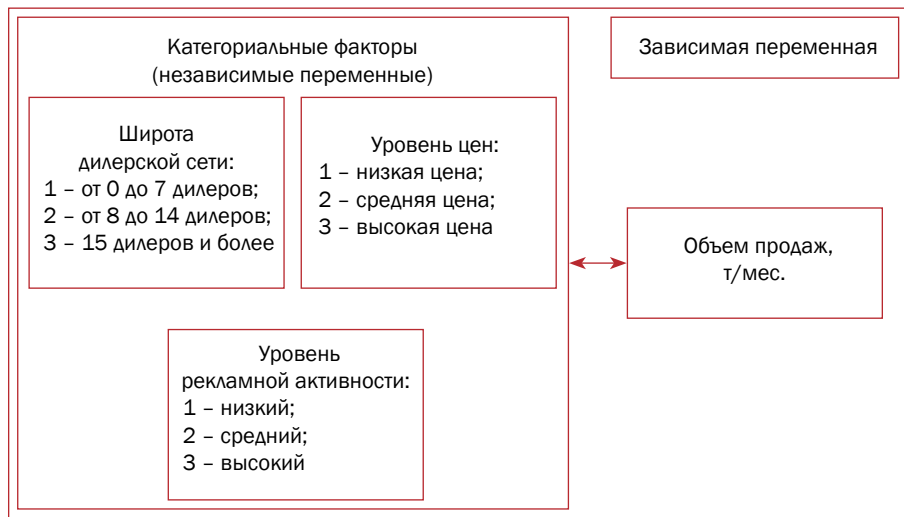 Категориальные факторы
(независимые переменные)
Зависимая переменная
Широта
дилерской сети:
1 – от 0 до 7 дилеров;
2 – от 8 до 14 дилеров;
3 – 15 дилеров и более
Уровень цен:
1 – низкая цена;
2 – средняя цена;
3 – высокая цена
Объем продаж,
т/мес.
Уровень
рекламной активности:
1 – низкий;
2 – средний;
3 – высокий